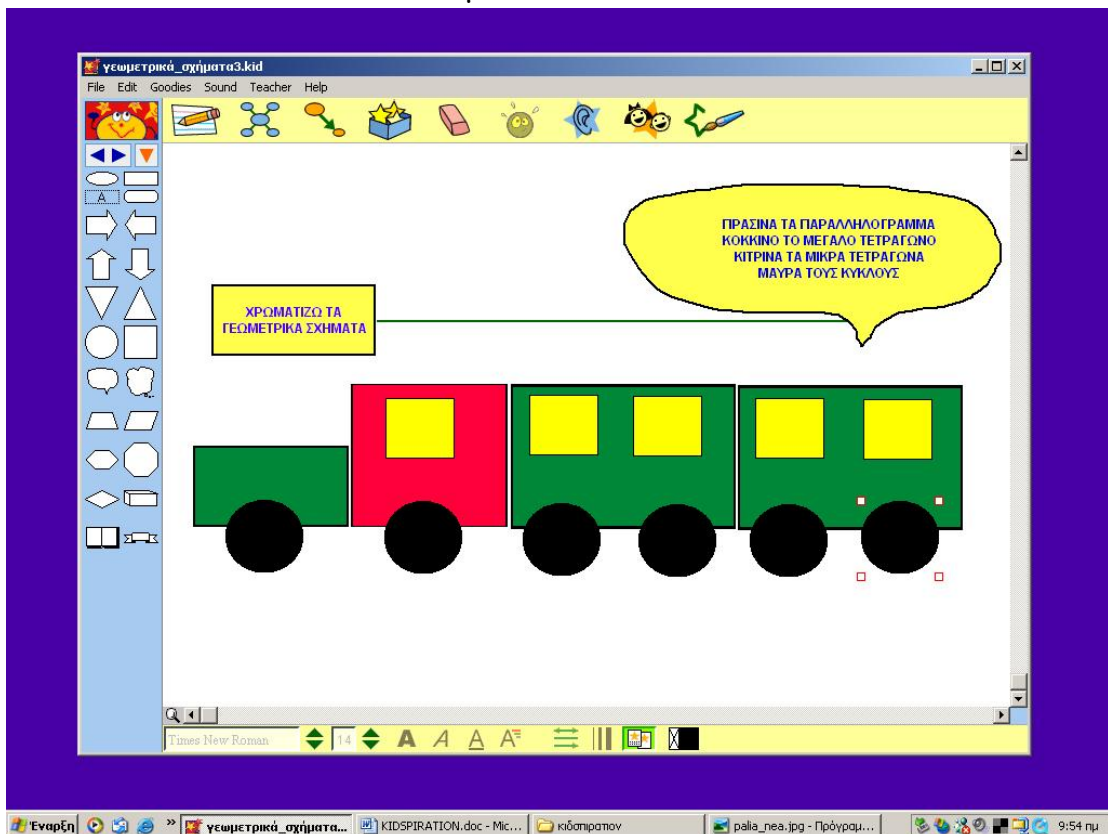 γεωμετρικά_σχήματα3.kid
File Edit Goodies Sound Teacher Help
A
ΠΡΑΣΙΝΑ ΤΑ ΠΑΡΑΛΛΗΛΟΓΡΑΜΜΑ
ΚΟΚΚΙΝΟ ΤΟ ΜΕΓΑΛΟ ΤΕΤΡΑΓΩΝΟ
ΚΙΤΡΙΝΑ ΤΑ ΜΙΚΡΑ ΤΕΤΡΑΓΩΝΑ
ΜΑΥΡΑ ΤΟΥΣ ΚΥΚΛΟΥΣ
ΧΡΩΜΑΤΙΖΩ ΤΑ
ΓΕΩΜΕΤΡΙΚΑ ΣΧΗΜΑΤΑ
Times New Roman 14 A A A A
Έναρξη » γεωμετρικά_σχήματα... KIDSPIRATION.doc - Mic... κιδσπιρατιον palia_nea.jpg - Πρόγραμ... 9:54 πμ